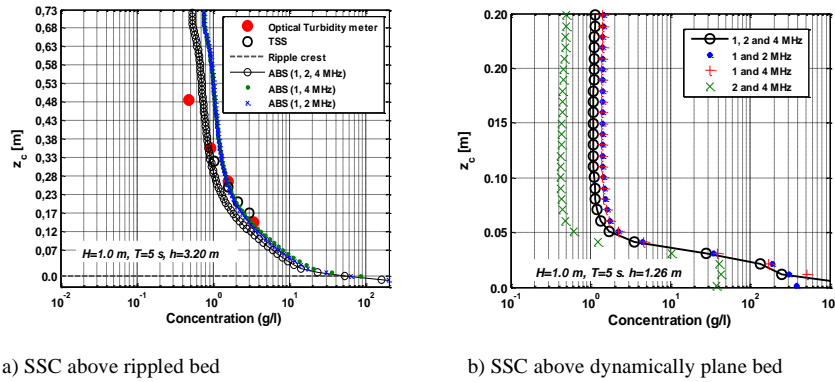 0,73
0,68
0,63
0,58
0,53
0,48
0,43
0,38
0,33
0,28
0,23
0,17
0,12
0,07
0.0
z_c [m]
Optical Turbidity meter
TSS
Ripple crest
ABS (1, 2, 4 MHz)
ABS (1, 4 MHz)
ABS (1, 2 MHz)
H=1.0 m, T=5 s, h=3.20 m
10^-2 10^-1 10^0 10^1 10^2
Concentration (g/l)
a) SSC above rippled bed
0.20
0.20
0.15
0.10
0.05
0.00
z_c [m]
1, 2 and 4 MHz
1 and 2 MHz
1 and 4 MHz
2 and 4 MHz
H=1.0 m, T=5 s. h=1.26 m
10^-1 10^0 10^1 10^2 10^3
Concentration (g/l)
b) SSC above dynamically plane bed